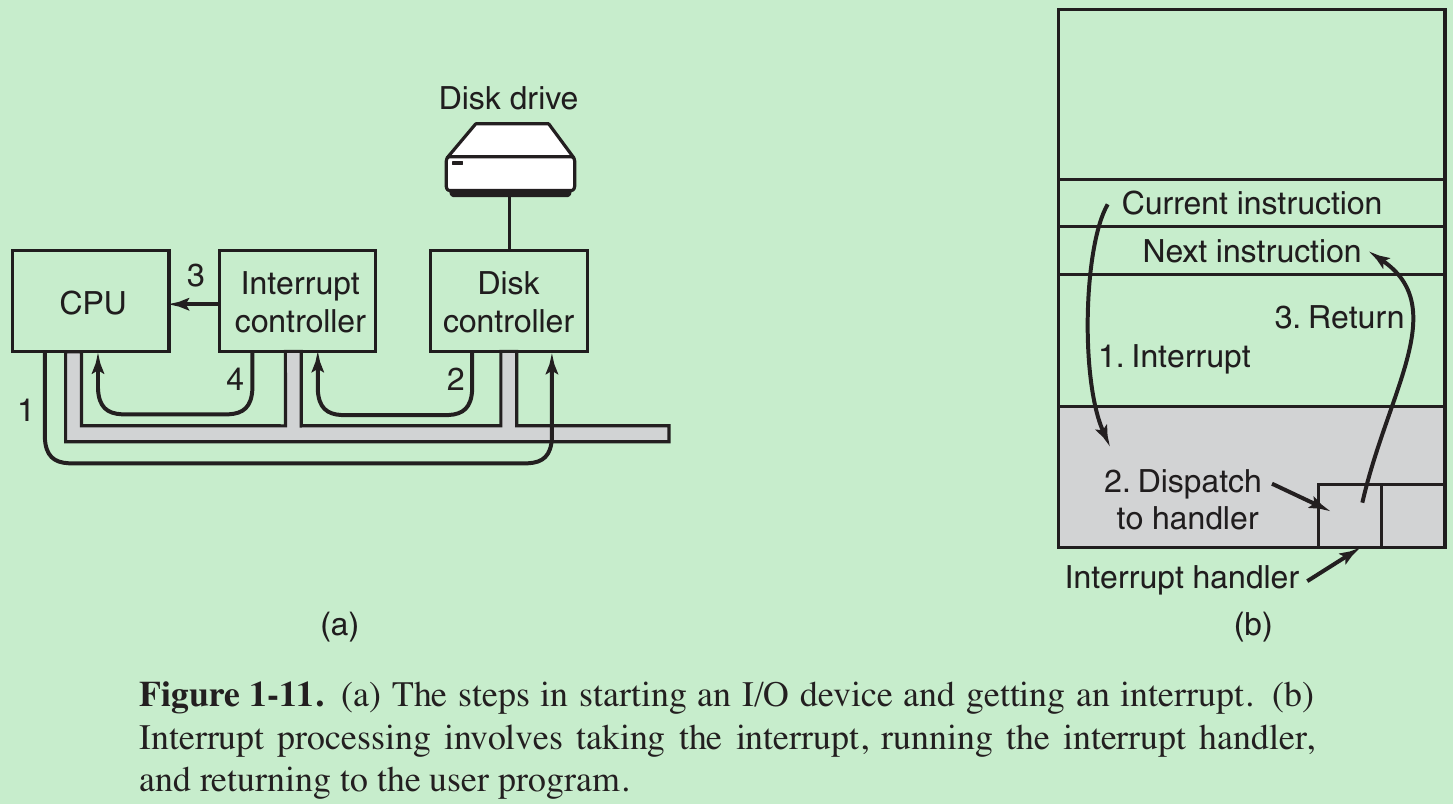 Disk drive
CPU
3
Interrupt
controller
Disk
controller
1
4
2
(a)
Current instruction
Next instruction
3. Return
1. Interrupt
2. Dispatch
to handler
Interrupt handler
(b)
Figure 1-11. (a) The steps in starting an I/O device and getting an interrupt. (b)
Interrupt processing involves taking the interrupt, running the interrupt handler,
and returning to the user program.